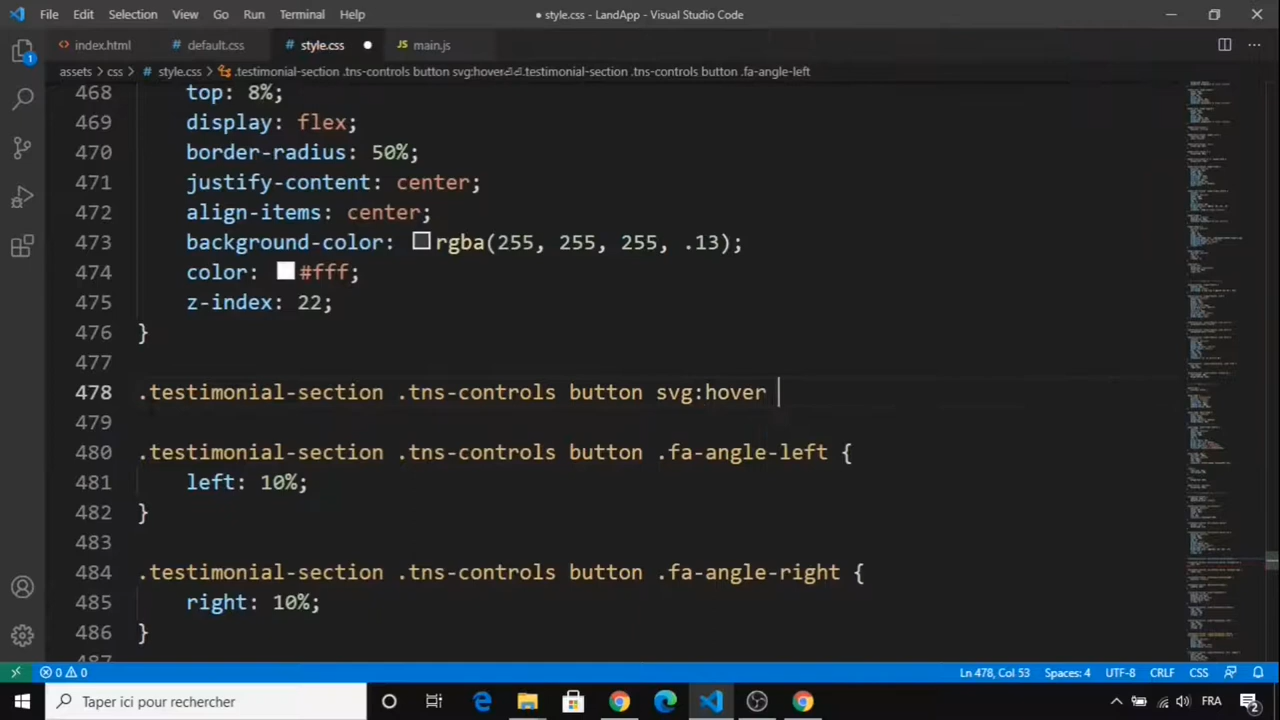 File Edit Selection View Go Run Terminal Help
● style.css - LandApp - Visual Studio Code
index.html default.css style.css JS main.js
assets > css > style.css > .testimonial-section .tns-controls button svg:hover⏎⏎.testimonial-section .tns-controls button .fa-angle-left
1
468 top: 8%;
469 display: flex;
470 border-radius: 50%;
471 justify-content: center;
472 align-items: center;
473 background-color: rgba(255, 255, 255, .13);
474 color: #fff;
475 z-index: 22;
476 }
477
478 .testimonial-section .tns-controls button svg:hover
479
480 .testimonial-section .tns-controls button .fa-angle-left {
481 left: 10%;
482 }
483
484 .testimonial-section .tns-controls button .fa-angle-right {
485 right: 10%;
486 }
487
0 0 Ln 478, Col 53 Spaces: 4 UTF-8 CRLF CSS
Taper ici pour rechercher FRA 2